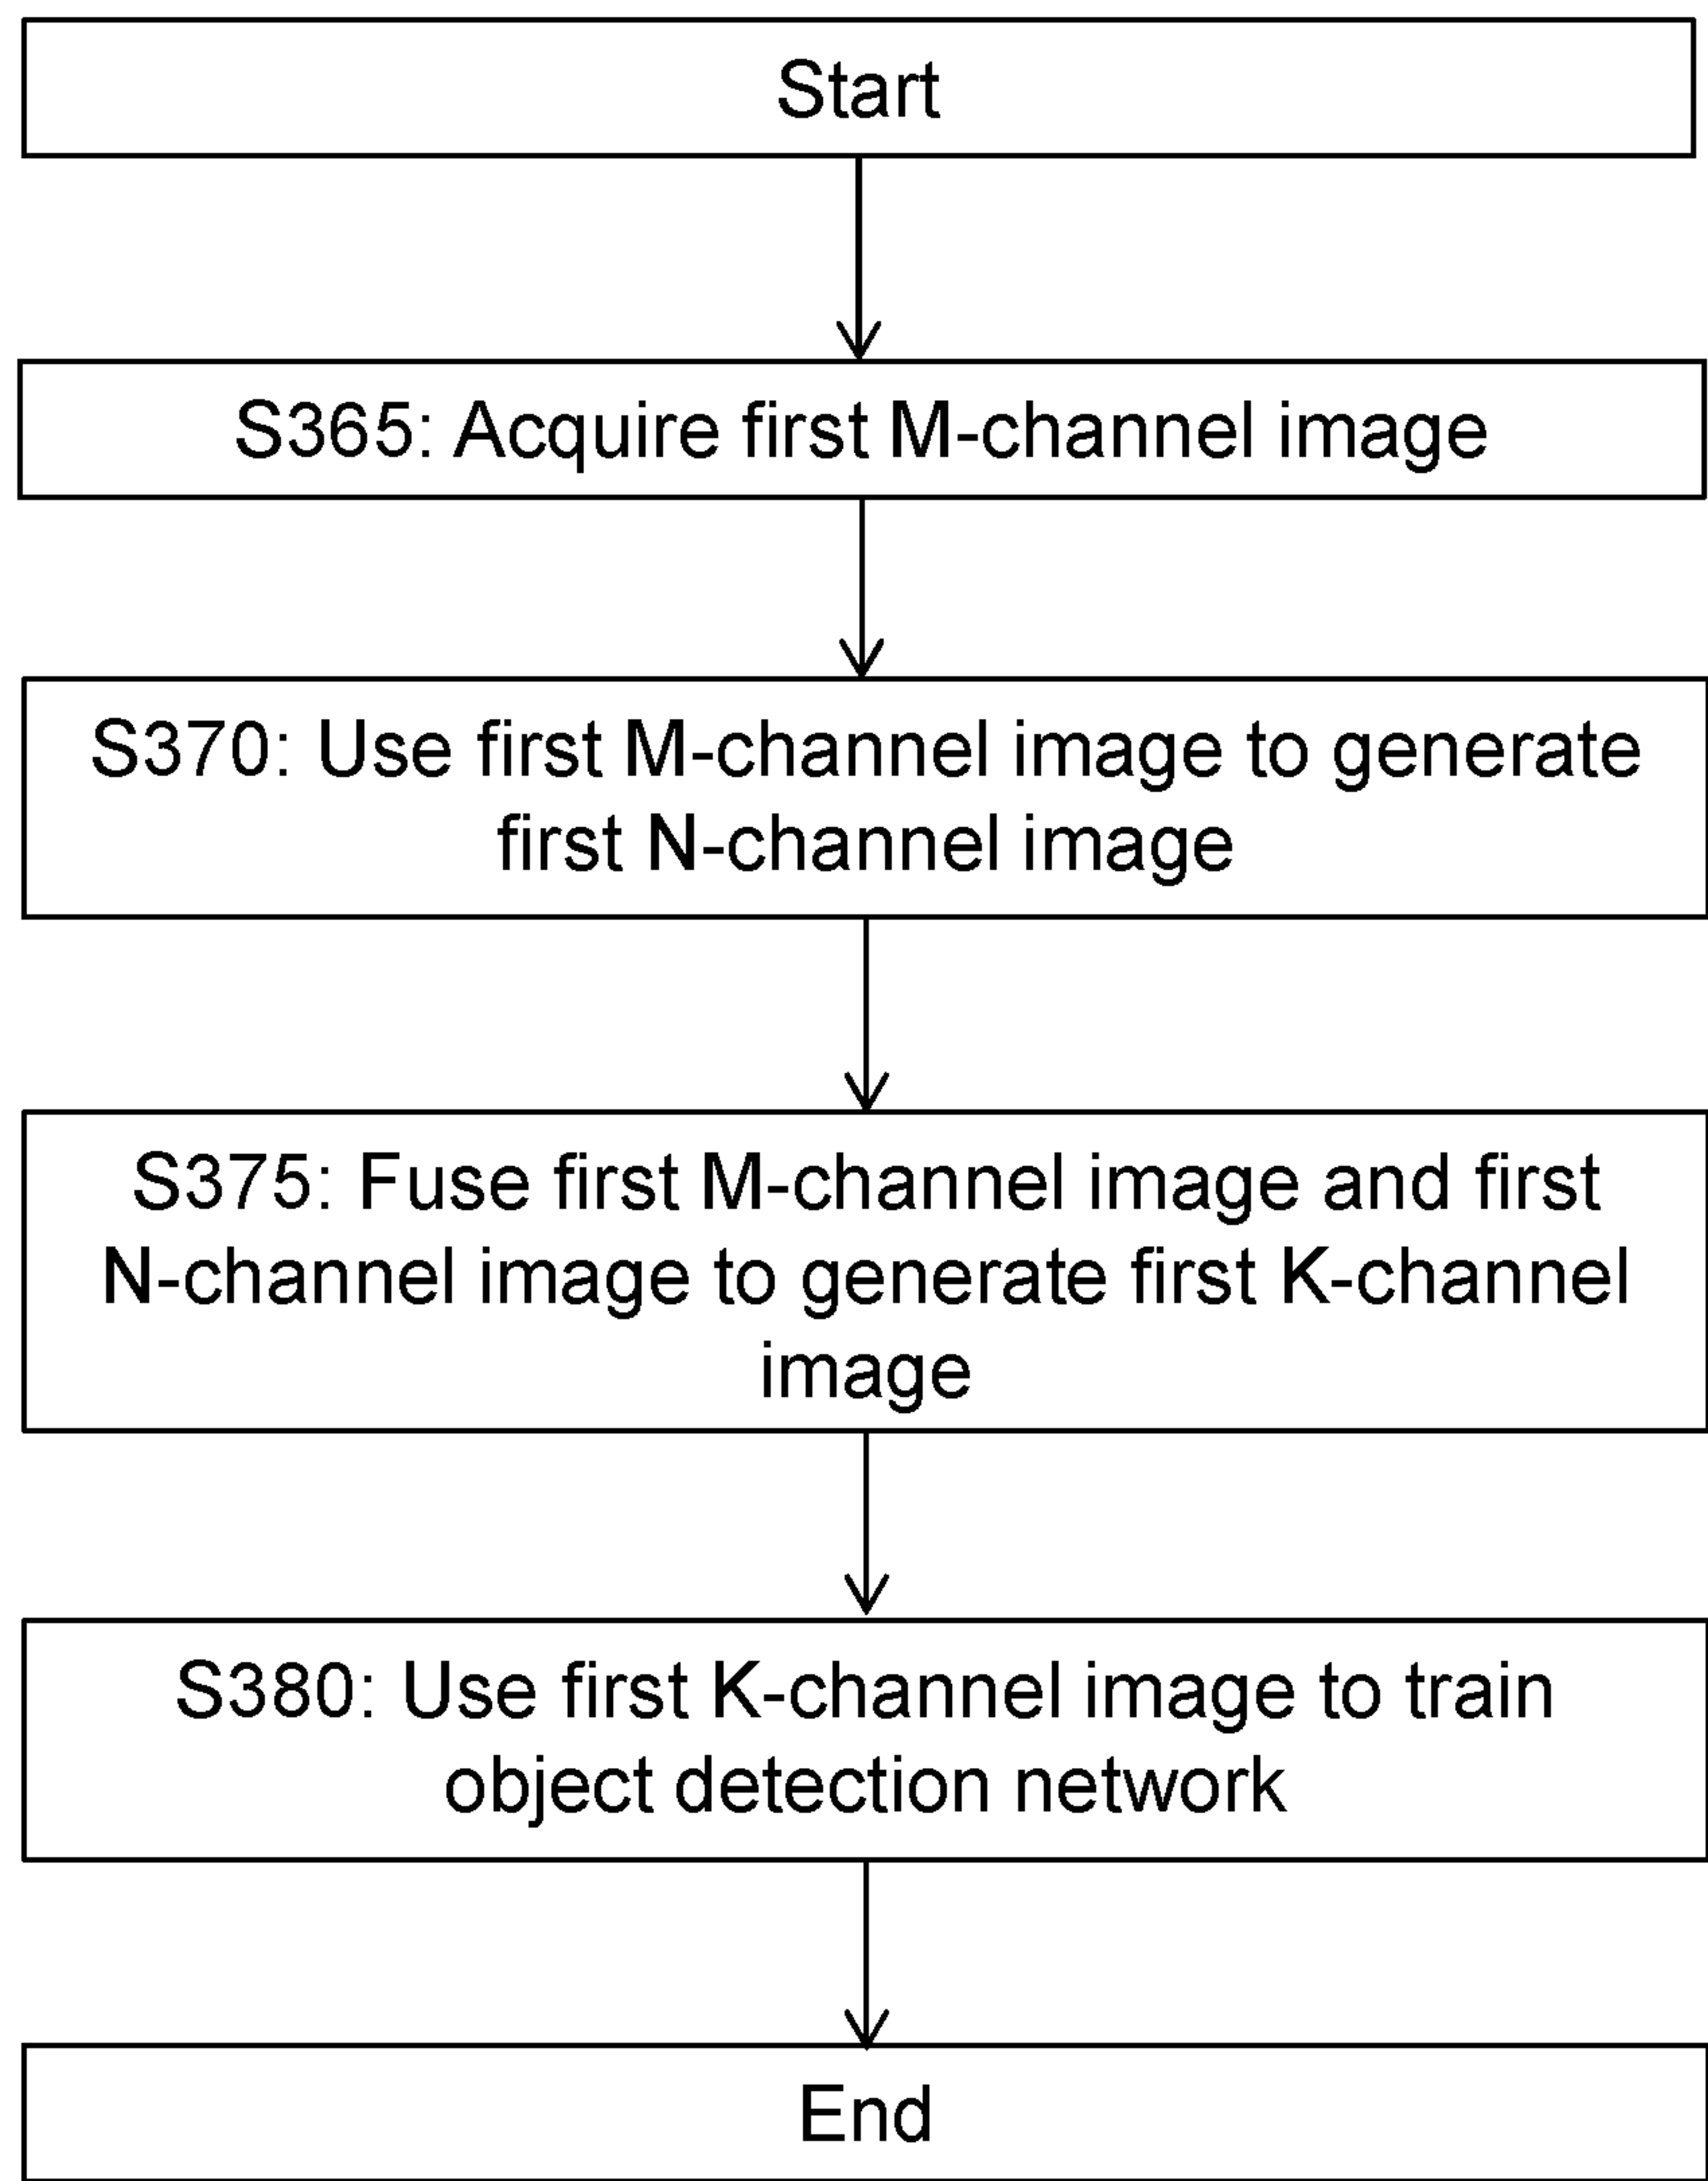 Start
S365: Acquire first M-channel image
S370: Use first M-channel image to generate
first N-channel image
S375: Fuse first M-channel image and first
N-channel image to generate first K-channel
image
S380: Use first K-channel image to train
object detection network
End